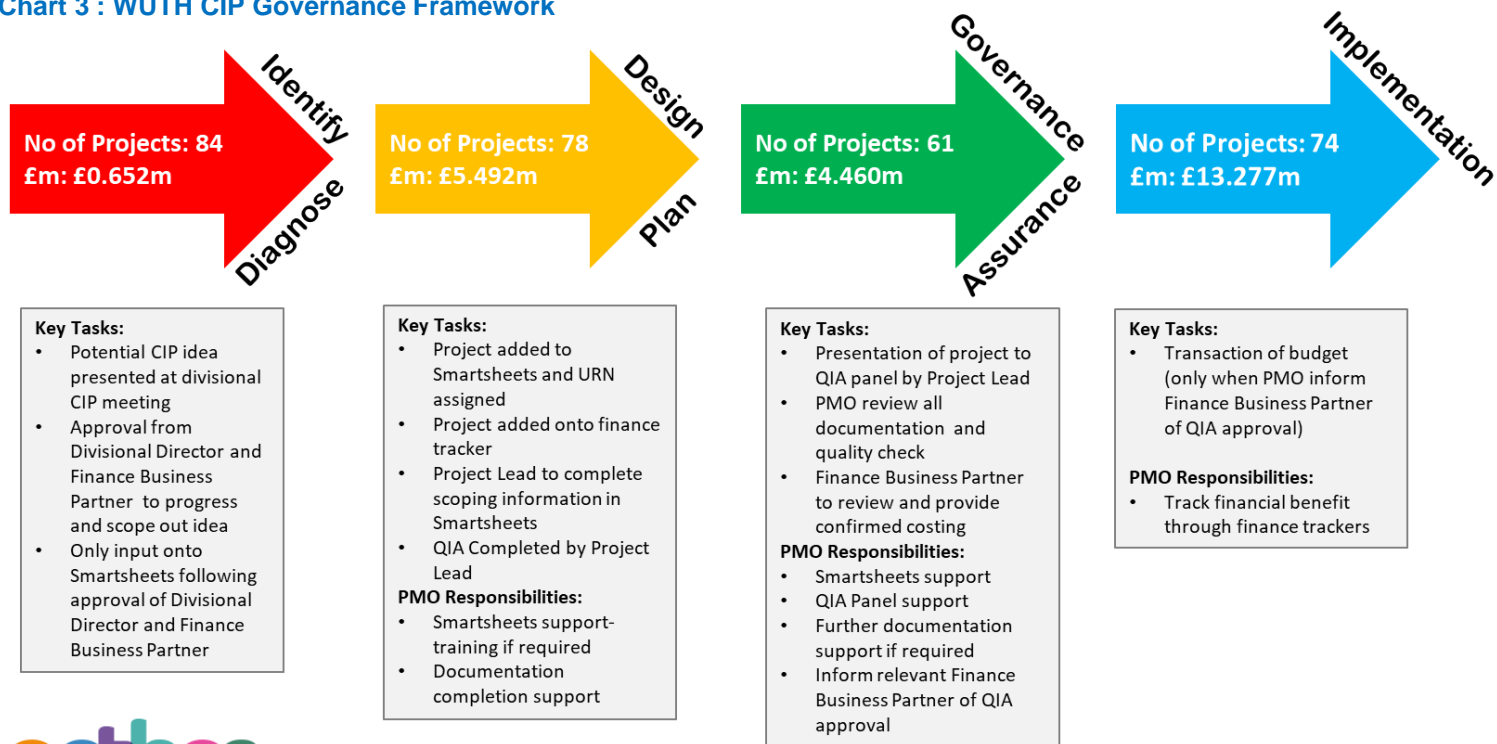 Chart 3 : WUTH CIP Governance Framework
Identify
Diagnose
No of Projects: 84
£m: £0.652m
Design
Plan
No of Projects: 78
£m: £5.492m
Governance
Assurance
No of Projects: 61
£m: £4.460m
Implementation
No of Projects: 74
£m: £13.277m
Key Tasks:
• Potential CIP idea
presented at divisional
CIP meeting
• Approval from
Divisional Director and
Finance Business
Partner to progress
and scope out idea
• Only input onto
Smartsheets following
approval of Divisional
Director and Finance
Business Partner
Key Tasks:
• Project added to
Smartsheets and URN
assigned
• Project added onto finance
tracker
• Project Lead to complete
scoping information in
Smartsheets
• QIA Completed by Project
Lead
PMO Responsibilities:
• Smartsheets support-
training if required
• Documentation
completion support
Key Tasks:
• Presentation of project to
QIA panel by Project Lead
• PMO review all
documentation and
quality check
• Finance Business Partner
to review and provide
confirmed costing
PMO Responsibilities:
• Smartsheets support
• QIA Panel support
• Further documentation
support if required
• Inform relevant Finance
Business Partner of QIA
approval
Key Tasks:
• Transaction of budget
(only when PMO inform
Finance Business Partner
of QIA approval)
PMO Responsibilities:
• Track financial benefit
through finance trackers